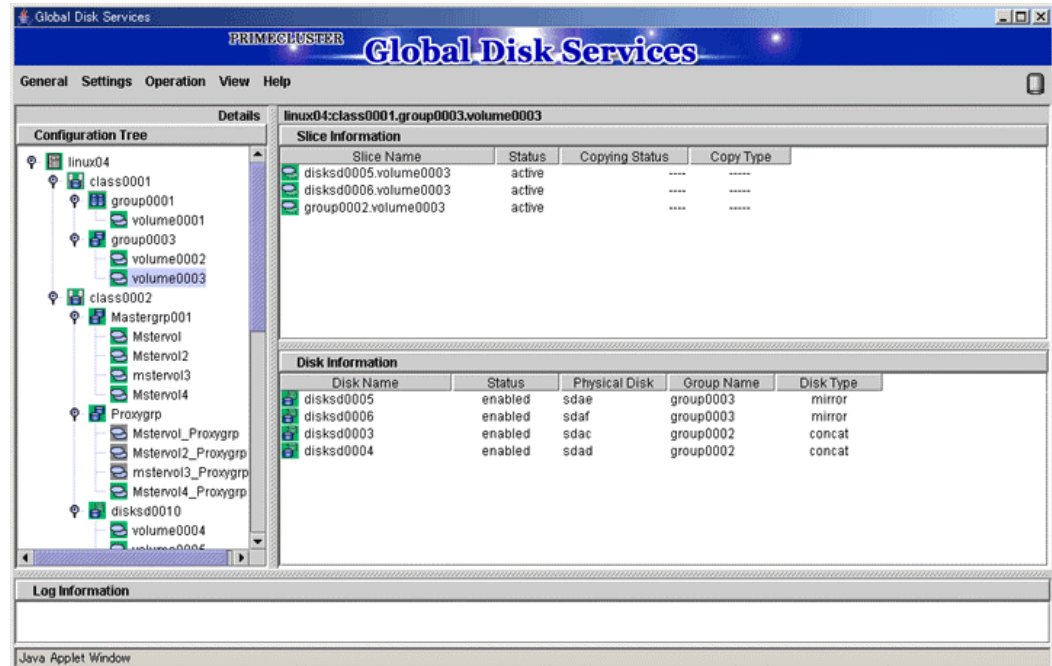 Global Disk Services
PRIMECLUSTER
Global Disk Services
General Settings Operation View Help
Details
Configuration Tree
linux04
class0001
group0001
volume0001
group0003
volume0002
volume0003
class0002
Mastergrp001
Mstervol
Mstervol2
mstervol3
Mstervol4
Proxygrp
Mstervol_Proxygrp
Mstervol2_Proxygrp
mstervol3_Proxygrp
Mstervol4_Proxygrp
disksd0010
volume0004
linux04:class0001.group0003.volume0003
Slice Information
Slice Name Status Copying Status Copy Type
disksd0005.volume0003 active ---- -----
disksd0006.volume0003 active ---- -----
group0002.volume0003 active ---- -----
Disk Information
Disk Name Status Physical Disk Group Name Disk Type
disksd0005 enabled sdae group0003 mirror
disksd0006 enabled sdaf group0003 mirror
disksd0003 enabled sdac group0002 concat
disksd0004 enabled sdad group0002 concat
Log Information
Java Applet Window